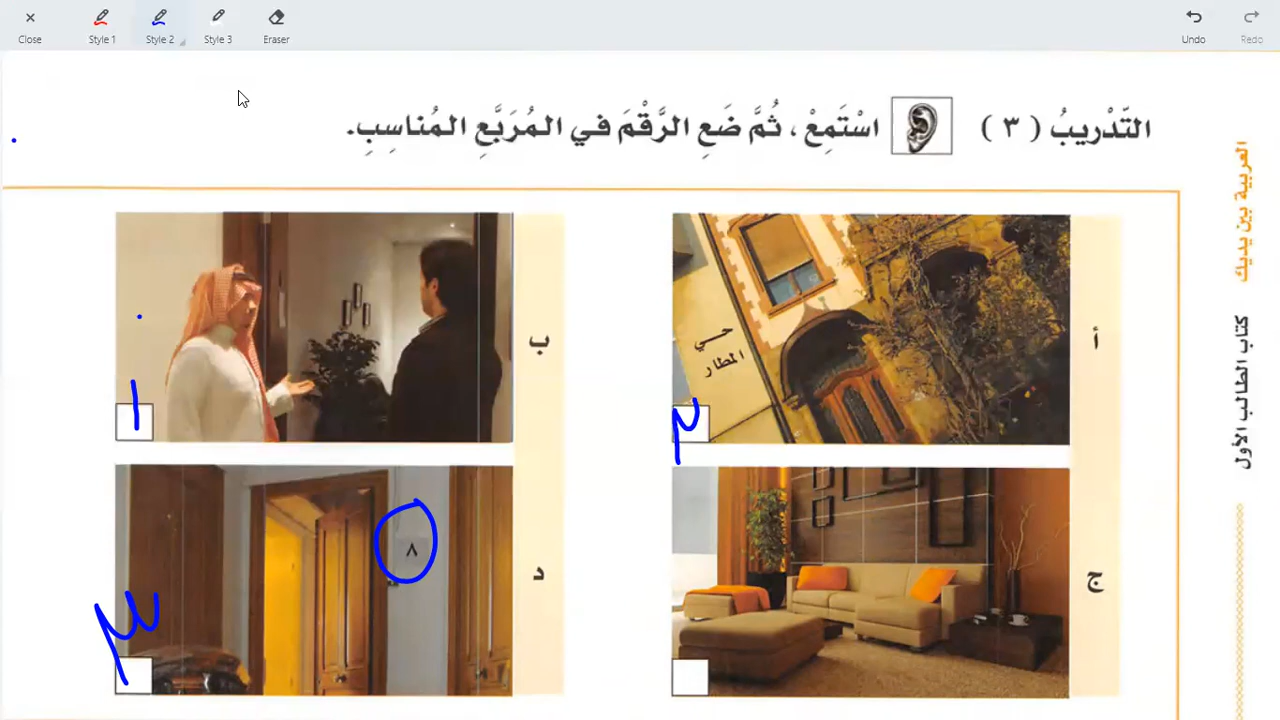 Close
Style 1
Style 2
Style 3
Eraser
Undo
Redo
التّدْريبُ ( ٣ ) اسْتَمِعْ ، ثُمَّ ضَعِ الرَّقْمَ في المُرَبَّعِ المُناسِبِ.
أ
حي
المطار
٢
ب
١
ج
د
٨
٣
العربية بين يديك
كتاب الطالب الأول